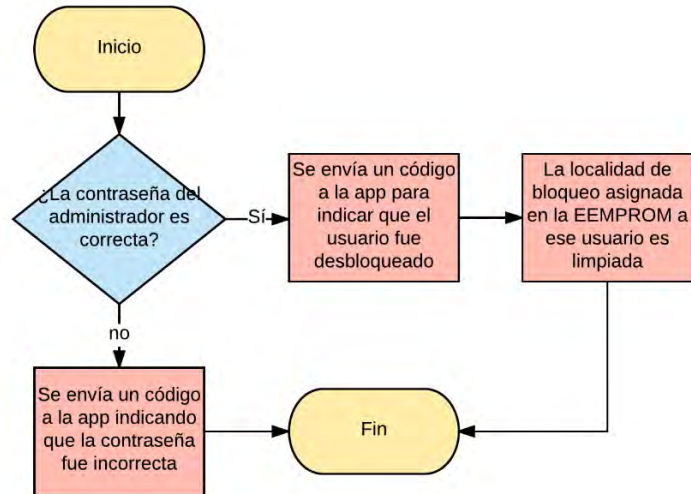 Inicio
¿La contraseña del
administrador es
correcta?
Sí
Se envía un código
a la app para
indicar que el
usuario fue
desbloqueado
La localidad de
bloqueo asignada
en la EEMPROM a
ese usuario es
limpiada
no
Se envía un código
a la app indicando
que la contraseña
fue incorrecta
Fin